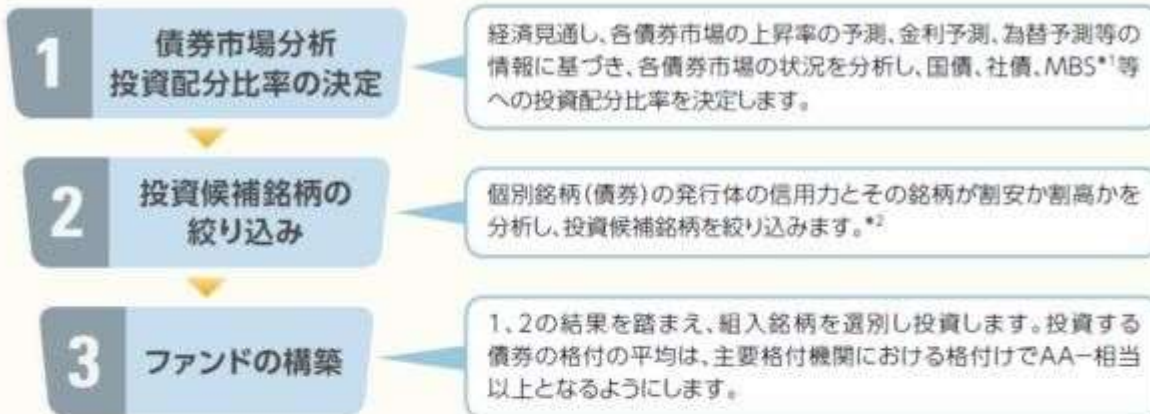 1
債券市場分析
投資配分比率の決定
経済見通し、各債券市場の上昇率の予測、金利予測、為替予測等の
情報に基づき、各債券市場の状況を分析し、国債、社債、MBS*1等
への投資配分比率を決定します。
2
投資候補銘柄の
絞り込み
個別銘柄(債券)の発行体の信用力とその銘柄が割安か割高かを
分析し、投資候補銘柄を絞り込みます。*2
3
ファンドの構築
1、2の結果を踏まえ、組入銘柄を選別し投資します。投資する
債券の格付の平均は、主要格付機関における格付けでAA−相当
以上となるようにします。